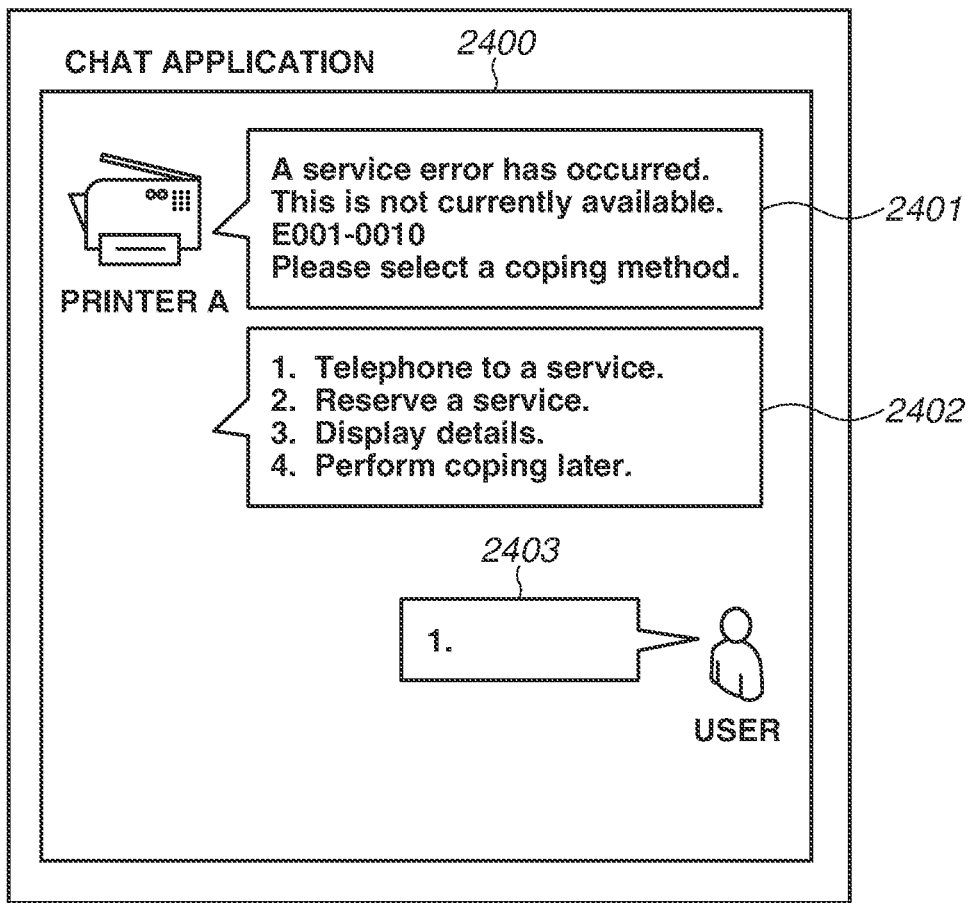 2400
CHAT APPLICATION
A service error has occurred.
This is not currently available.
E001-0010
Please select a coping method.
2401
PRINTER A
1. Telephone to a service.
2. Reserve a service.
3. Display details.
4. Perform coping later.
2402
2403
1.
USER